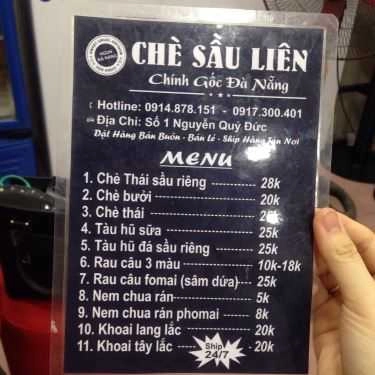 NGON
ĐÀ NẴNG
CHÈ SẦU LIÊN
Chính Gốc Đà Nẵng
Hotline: 0914.878.151 - 0917.300.401
Địa Chỉ: Số 1 Nguyễn Quý Đức
Đặt Hàng Bán Buôn - Bán Lẻ - Ship Hàng Tận Nơi
MENU
1. Chè Thái sầu riêng ---------- 28k
2. Chè bưởi ---------- 20k
3. Chè thái ---------- 25k
4. Tàu hũ sữa ---------- 25k
5. Tàu hũ đá sầu riêng ---------- 25k
6. Rau câu 3 màu ---------- 10k-18k
7. Rau câu fomai (sâm dứa) ---------- 25k
8. Nem chua rán ---------- 5k
9. Nem chua rán phomai ---------- 8k
10. Khoai lang lắc ---------- 20k
11. Khoai tây lắc ---------- 20k
Ship
24/7